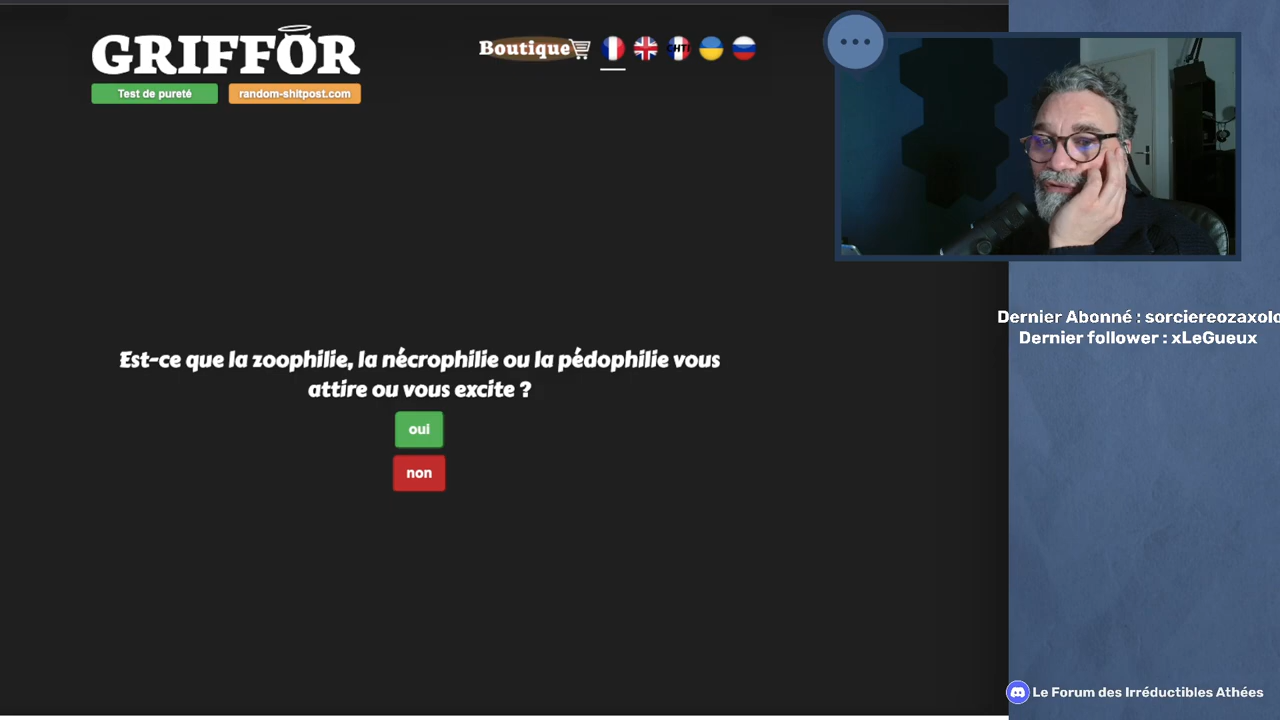 GRIFFOR
Boutique
CHTI
Test de pureté
random-shitpost.com
Est-ce que la zoophilie, la nécrophilie ou la pédophilie vous
attire ou vous excite ?
oui
non
Dernier Abonné : sorciereozaxolo
Dernier follower : xLeGueux
Le Forum des Irréductibles Athées